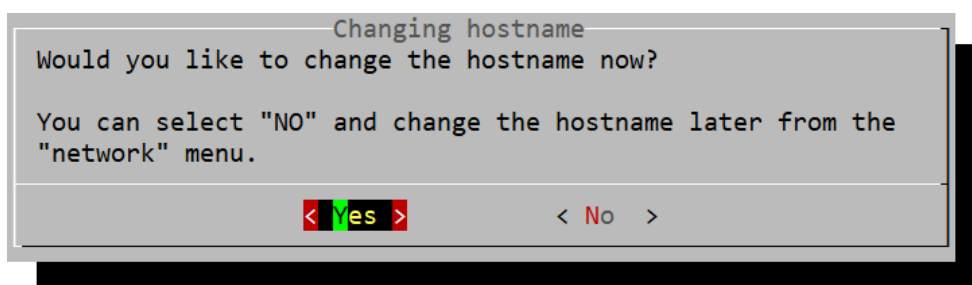 Changing hostname
Would you like to change the hostname now?
You can select "NO" and change the hostname later from the
"network" menu.
< Yes > < No >